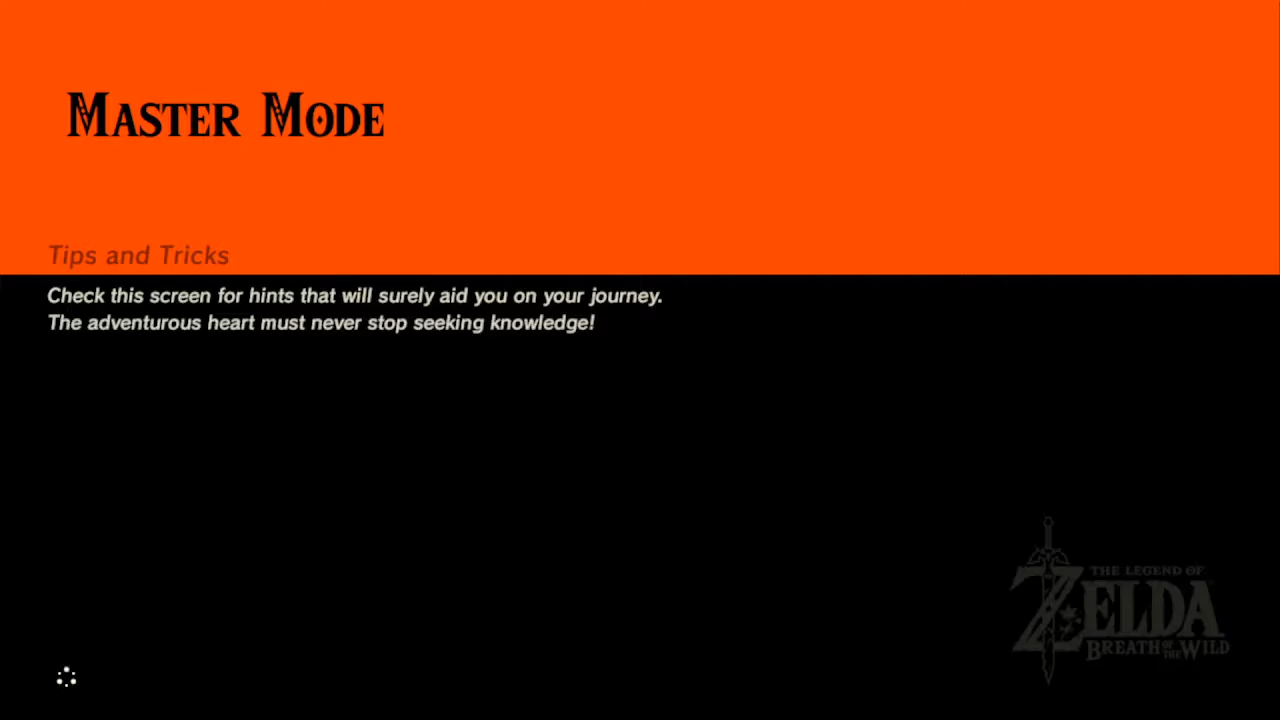 Master Mode
Tips and Tricks
Check this screen for hints that will surely aid you on your journey.
The adventurous heart must never stop seeking knowledge!
THE LEGEND OF
ZELDA
BREATH OF THE WILD